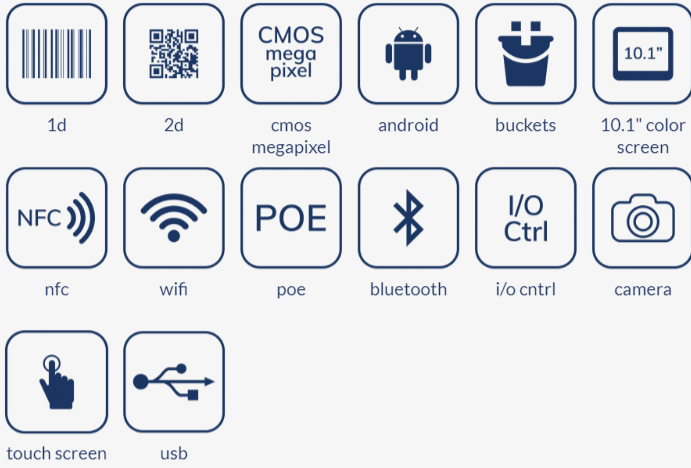 CMOS
mega
pixel
10.1”
1d
2d
cmos
megapixel
android
buckets
10.1" color
screen
NFC
POE
I/O
Ctrl
nfc
wifi
poe
bluetooth
i/o cntrl
camera
touch screen
usb